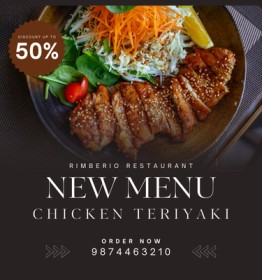 DISCOUNT UP TO
50%
RIMBERIO RESTAURANT
NEW MENU
CHICKEN TERIYAKI
ORDER NOW
9874463210